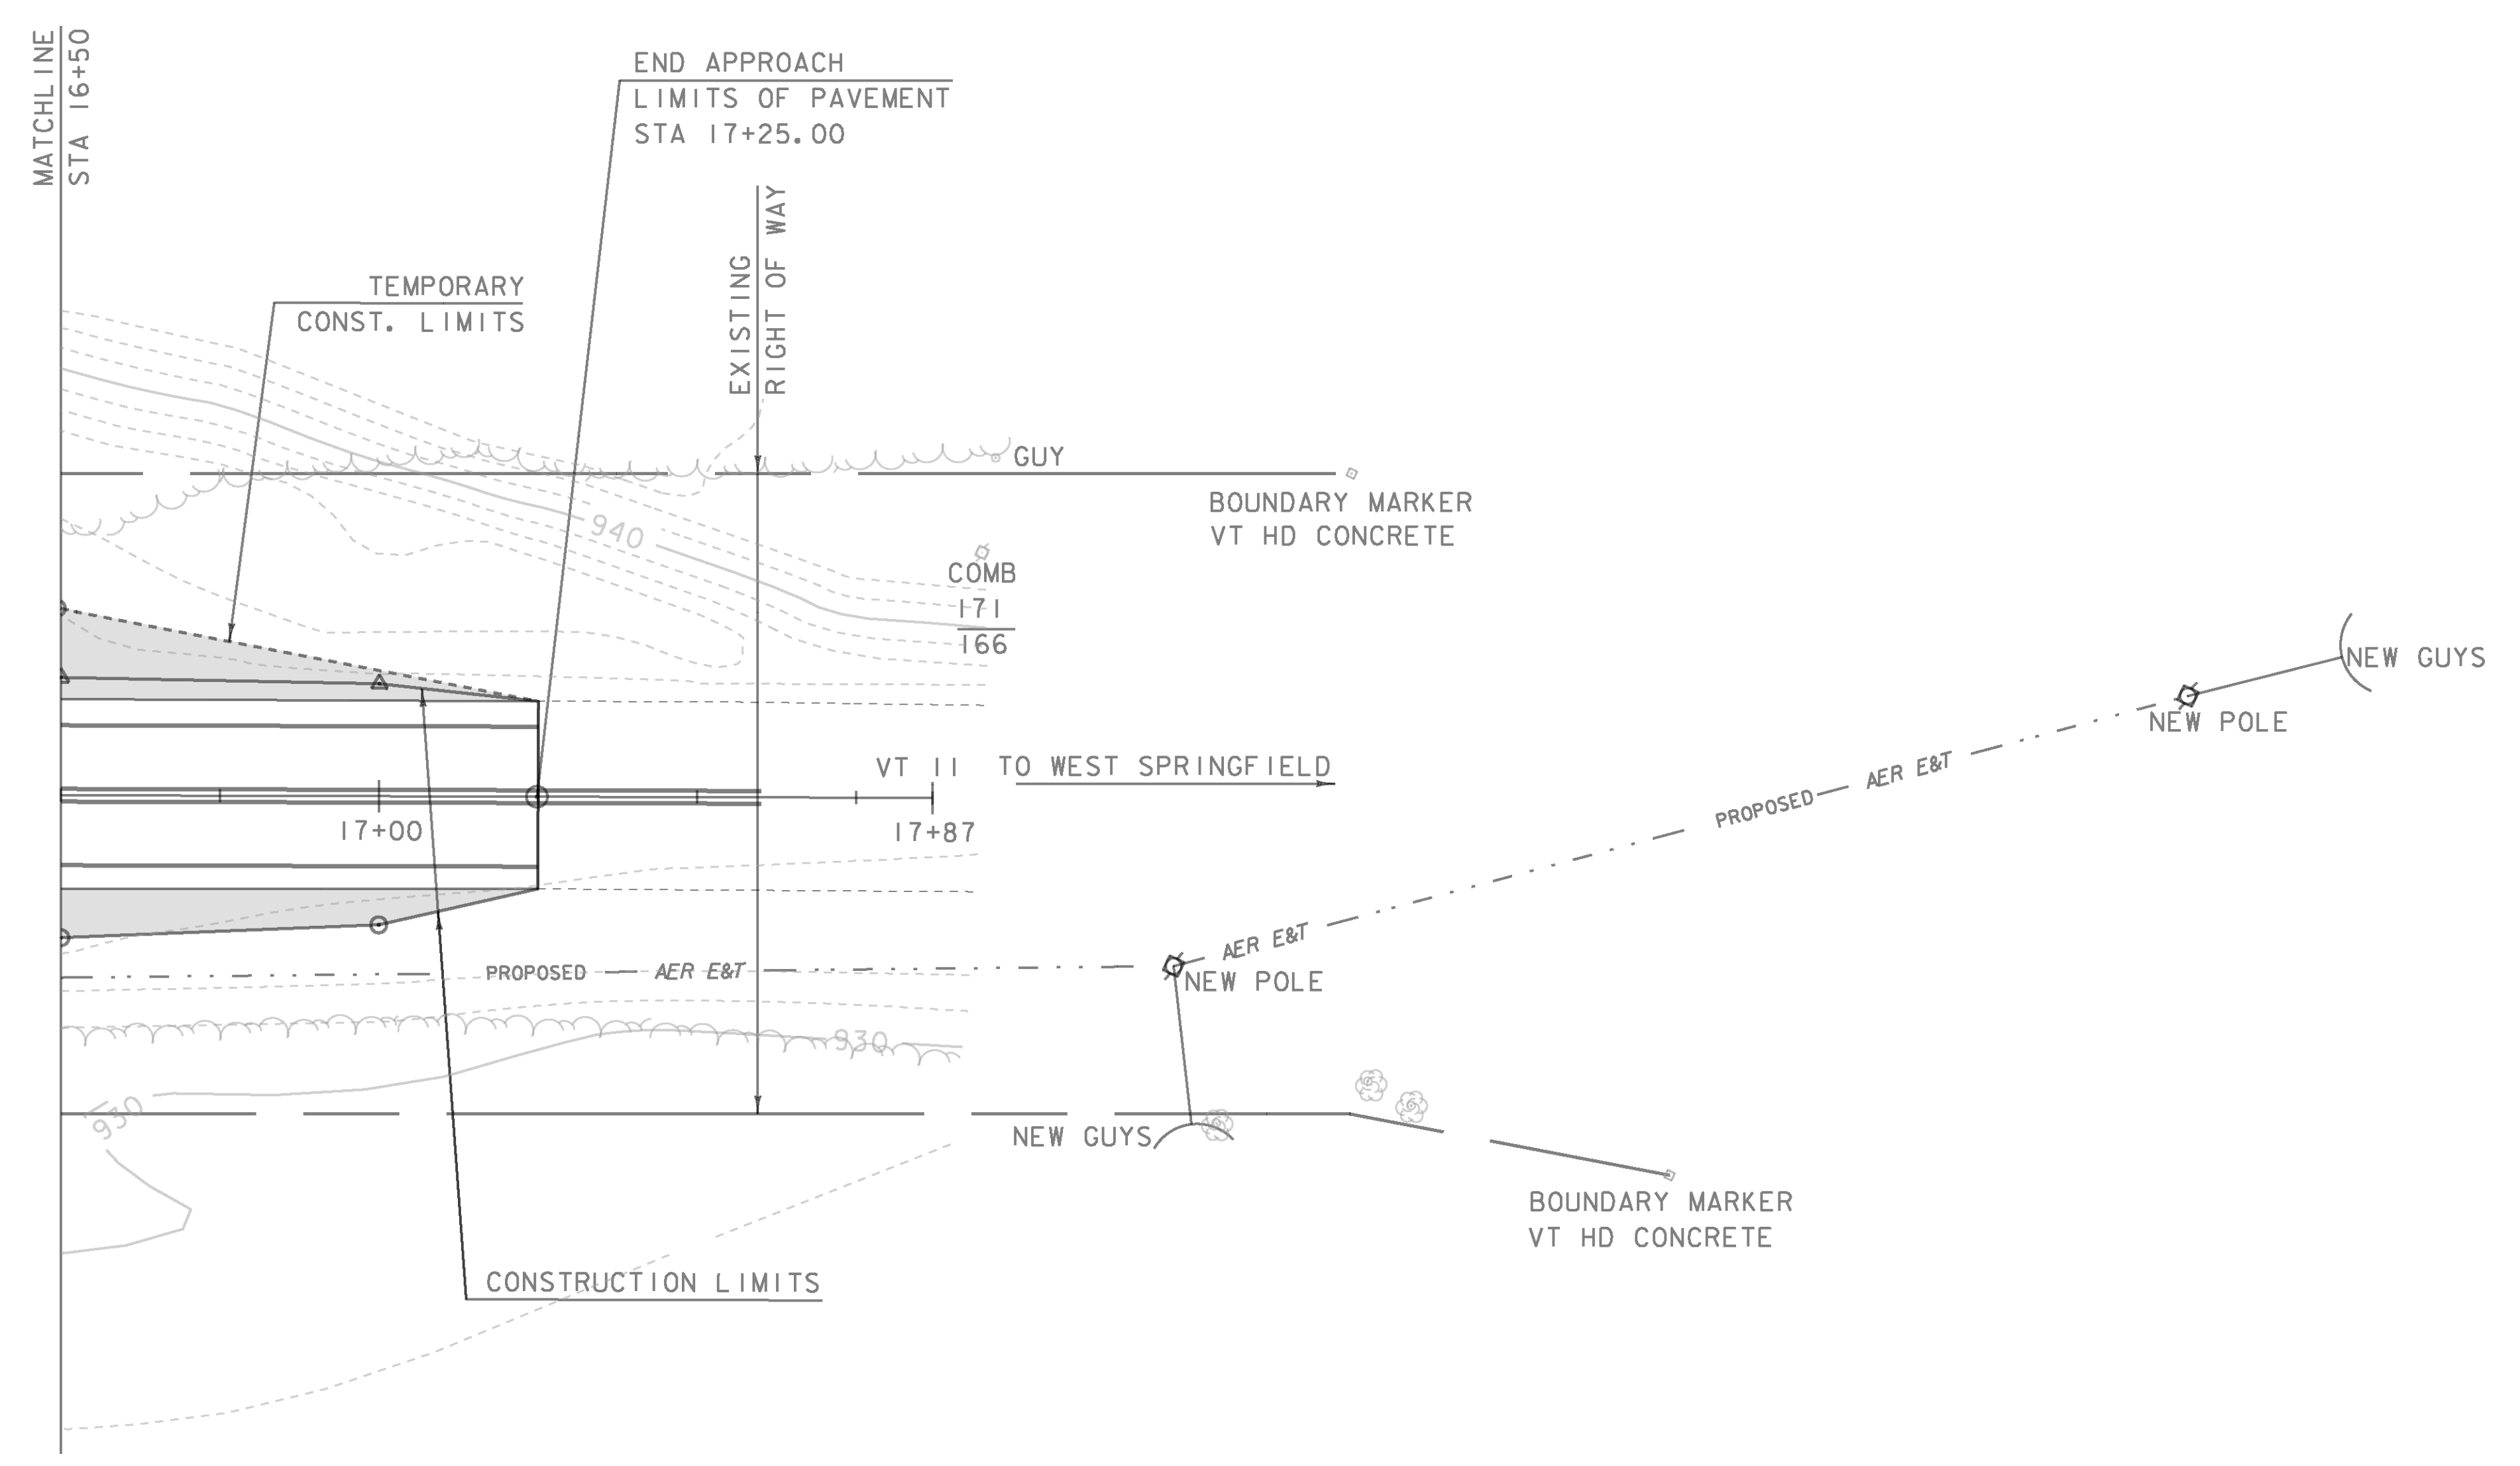 MATCHLINE
STA 16+50
END APPROACH
LIMITS OF PAVEMENT
STA 17+25.00
EXISTING
RIGHT OF WAY
TEMPORARY
CONST. LIMITS
GUY
BOUNDARY MARKER
VT HD CONCRETE
940
COMB
171
166
NEW GUYS
NEW POLE
VT 11 TO WEST SPRINGFIELD
PROPOSED AER E&T
17+00
17+87
AER E&T
PROPOSED AER E&T
NEW POLE
930
930
NEW GUYS
BOUNDARY MARKER
VT HD CONCRETE
CONSTRUCTION LIMITS